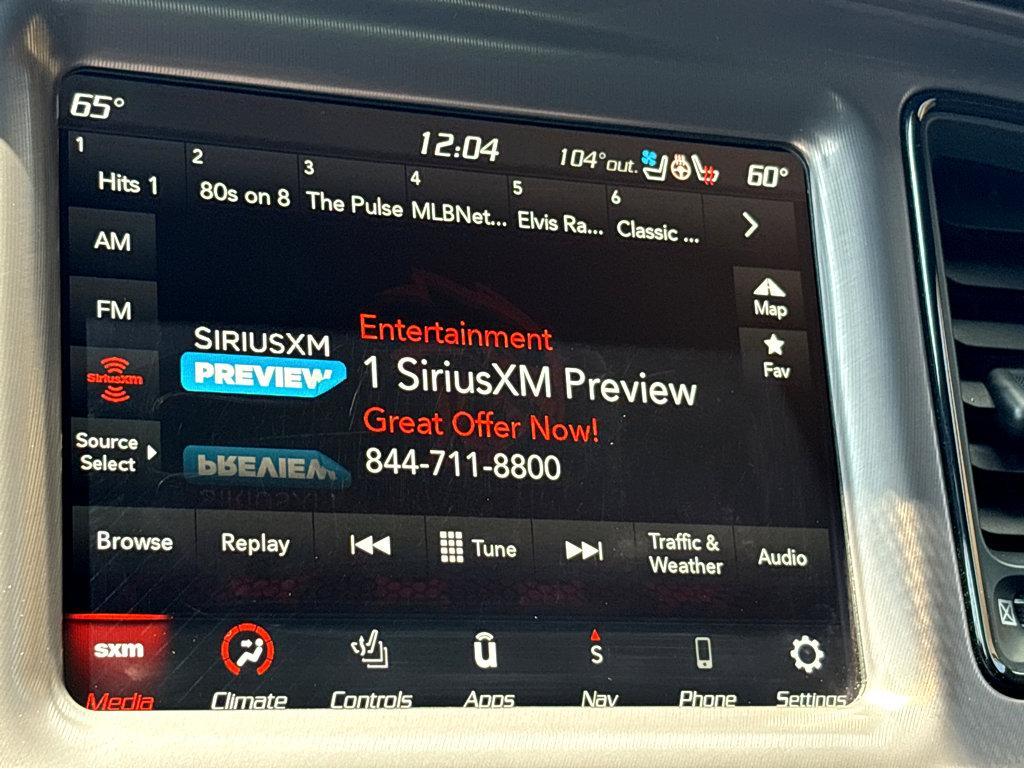 65°
12:04
104°out.
60°
1
2
3
4
5
6
Hits 1
80s on 8
The Pulse
MLBNet...
Elvis Ra...
Classic ...
AM
FM
siriusxm
Source
Select
SIRIUSXM
PREVIEW
Entertainment
1 SiriusXM Preview
Great Offer Now!
844-711-8800
Map
Fav
Browse
Replay
Tune
Traffic &
Weather
Audio
sxm
Media
Climate
Controls
ū
Apps
S
Nav
Phone
Settings